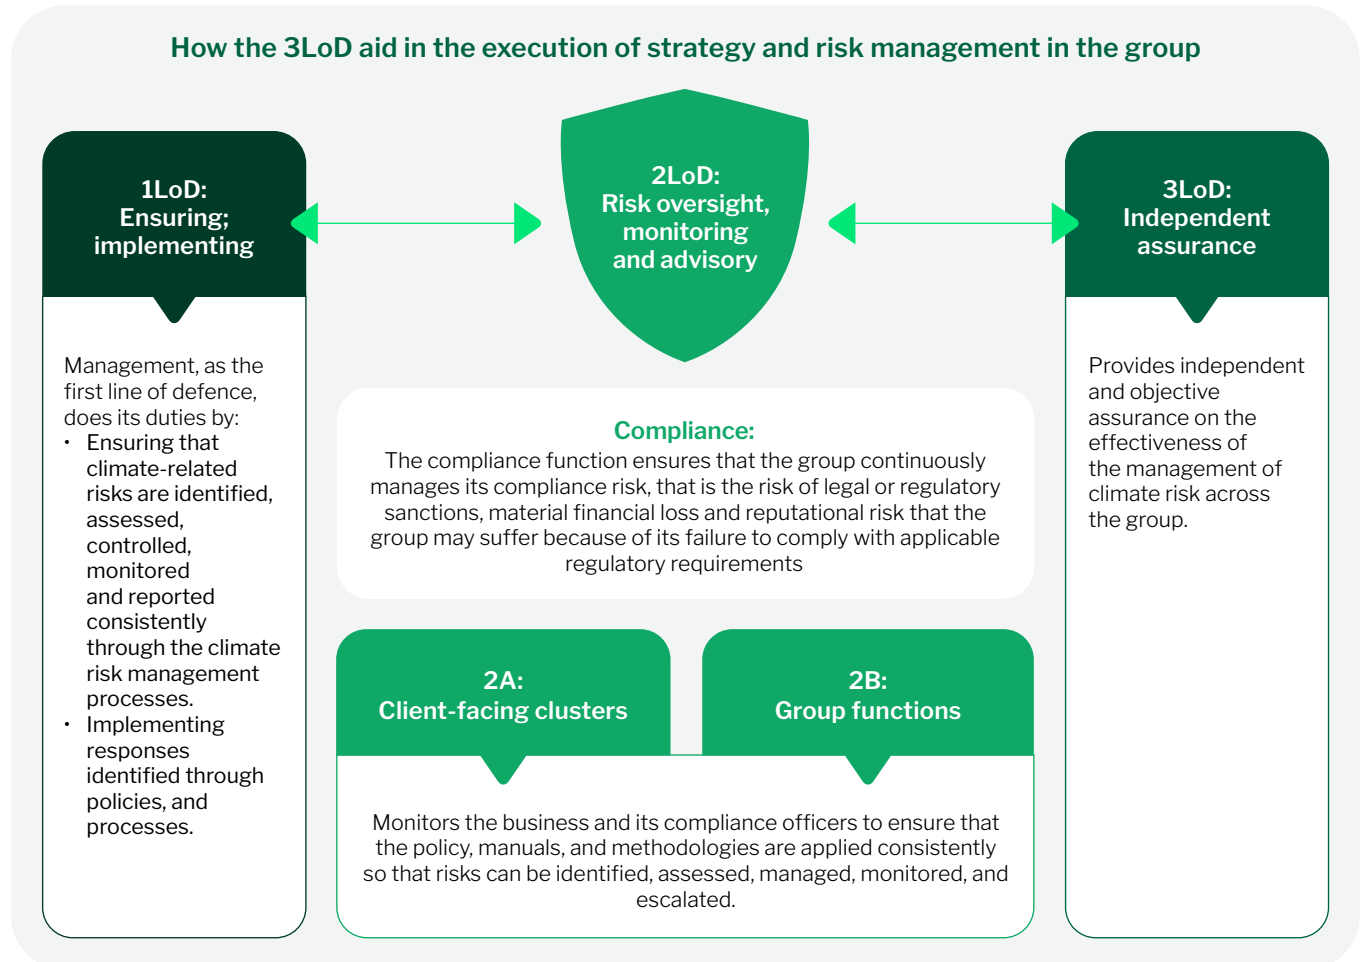 How the 3LoD aid in the execution of strategy and risk management in the group
1LoD:
Ensuring;
implementing
Management, as the
first line of defence,
does its duties by:
• Ensuring that
climate-related
risks are identified,
assessed,
controlled,
monitored
and reported
consistently
through the climate
risk management
processes.
• Implementing
responses
identified through
policies, and
processes.
2LoD:
Risk oversight,
monitoring
and advisory
Compliance:
The compliance function ensures that the group continuously
manages its compliance risk, that is the risk of legal or regulatory
sanctions, material financial loss and reputational risk that the
group may suffer because of its failure to comply with applicable
regulatory requirements
2A:
Client-facing clusters
2B:
Group functions
Monitors the business and its compliance officers to ensure that
the policy, manuals, and methodologies are applied consistently
so that risks can be identified, assessed, managed, monitored, and
escalated.
3LoD:
Independent
assurance
Provides independent
and objective
assurance on the
effectiveness of
the management of
climate risk across
the group.